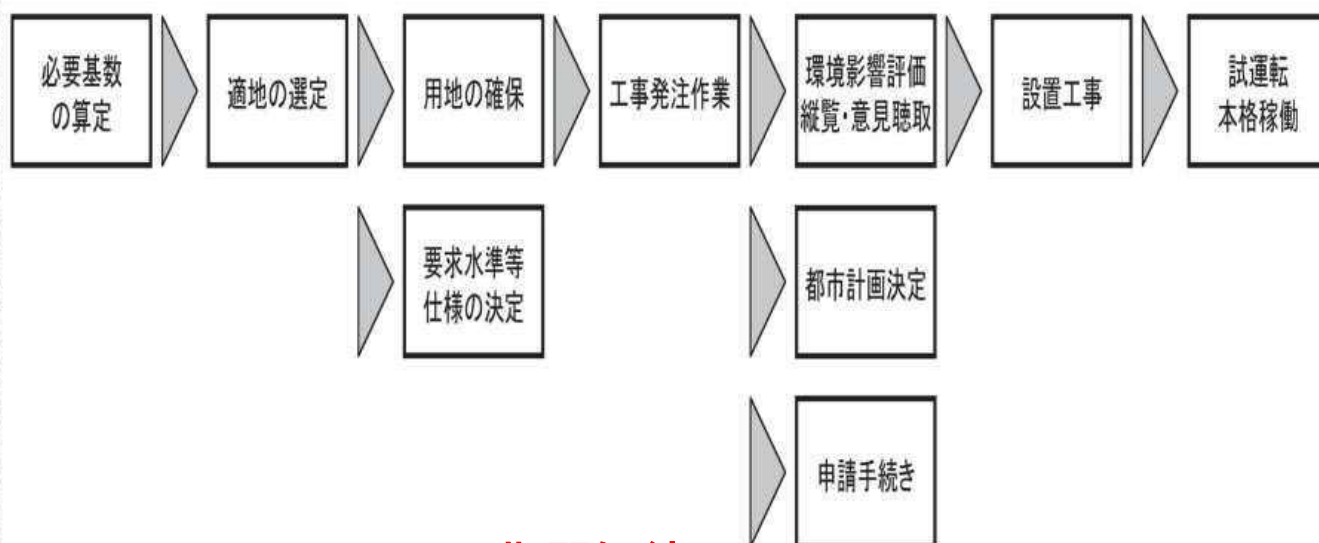 必要基数
の算定
適地の選定
用地の確保
工事発注作業
環境影響評価
縦覧・意見聴取
設置工事
試運転
本格稼働
要求水準等
仕様の決定
都市計画決定
申請手続き